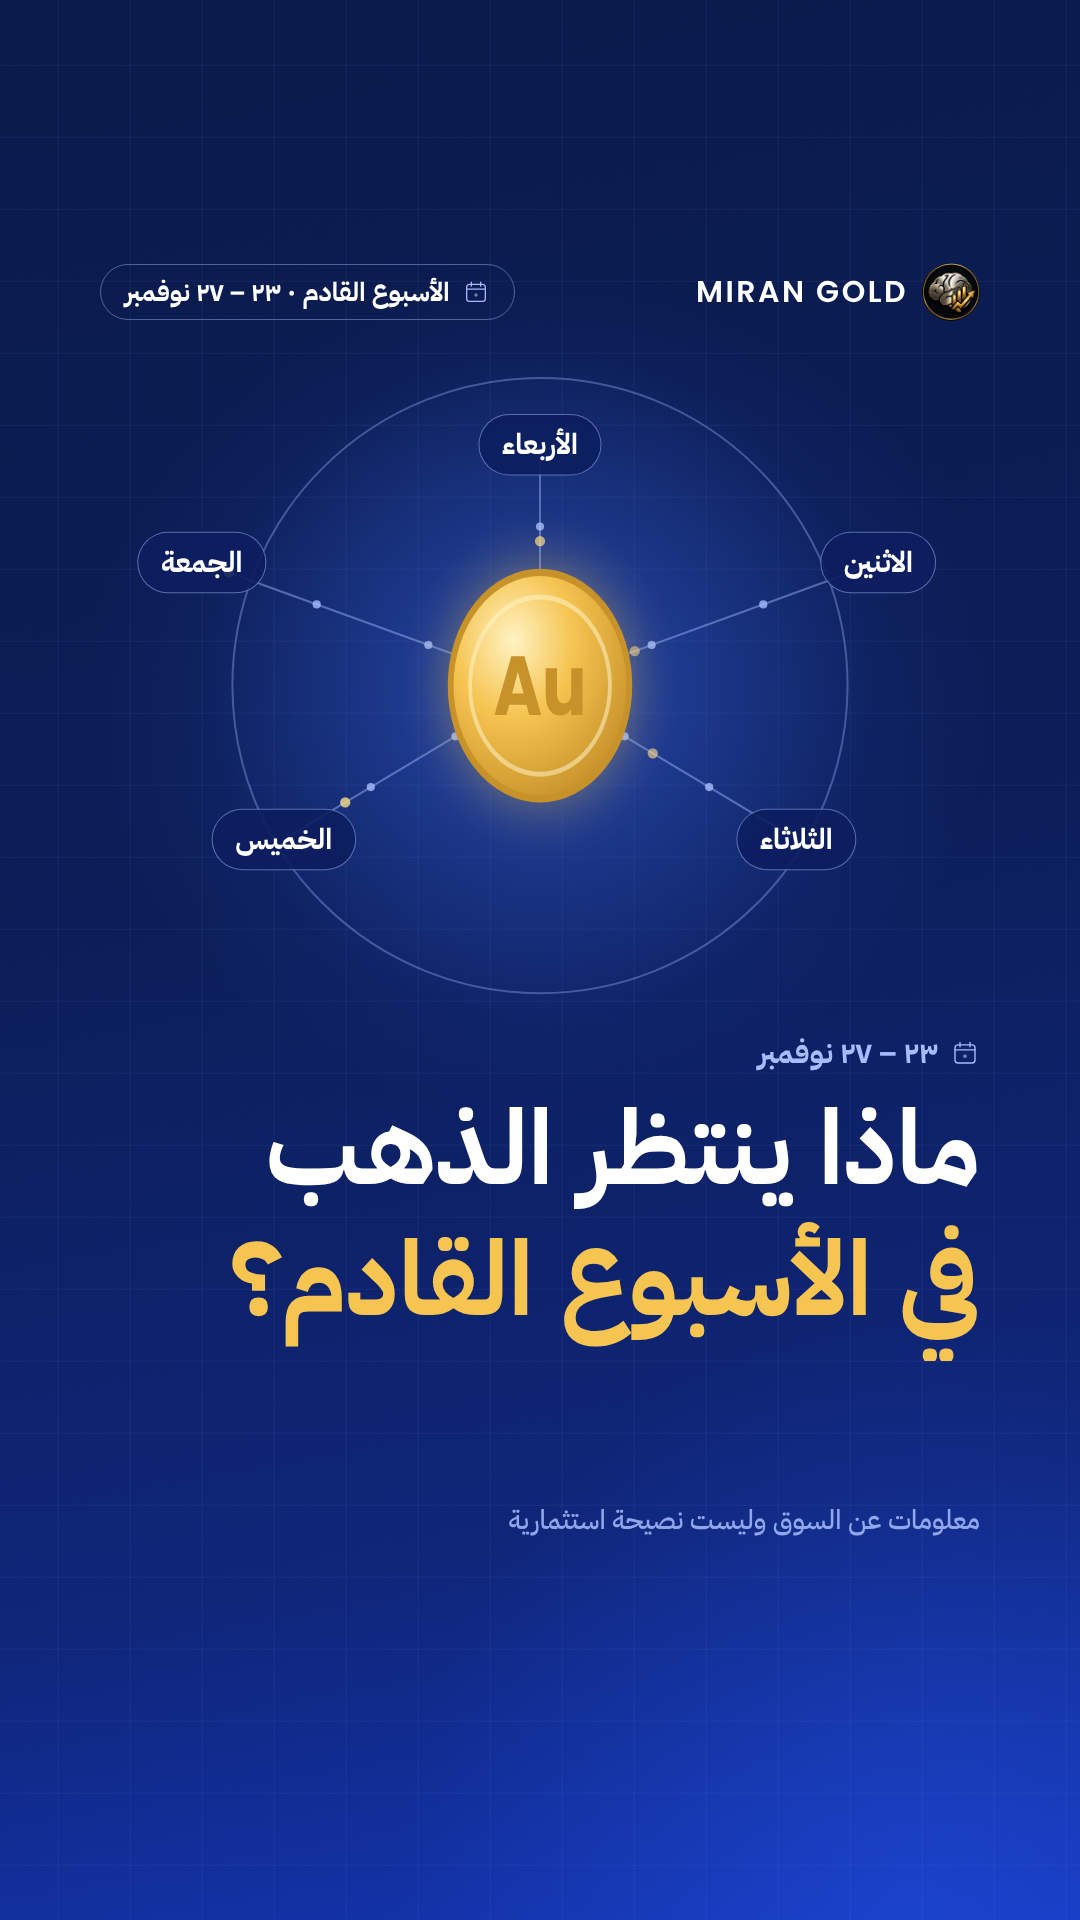 MIRAN GOLD
الأسبوع القادم · ٢٣ – ٢٧ نوفمبر
الأربعاء
الاثنين
الجمعة
Au
الثلاثاء
الخميس
٢٣ – ٢٧ نوفمبر
ماذا ينتظر الذهب
في الأسبوع القادم؟
معلومات عن السوق وليست نصيحة استثمارية